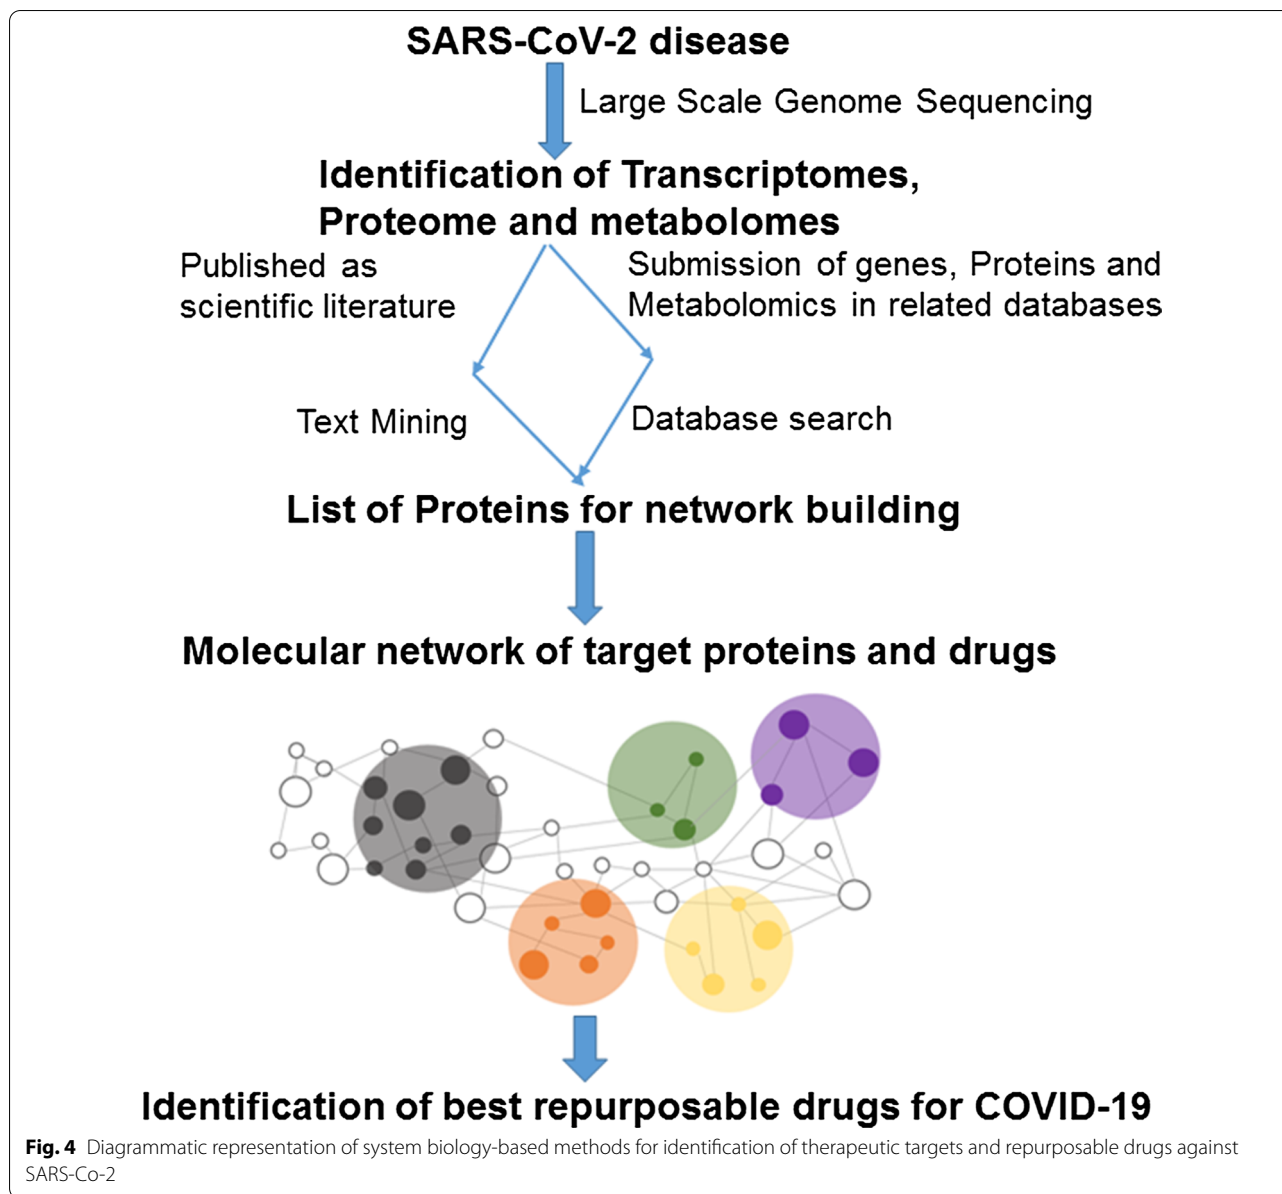 SARS-CoV-2 disease
Large Scale Genome Sequencing
Identification of Transcriptomes,
Proteome and metabolomes
Published as
scientific literature
Submission of genes, Proteins and
Metabolomics in related databases
Text Mining
Database search
List of Proteins for network building
Molecular network of target proteins and drugs
Identification of best repurposable drugs for COVID-19
Fig. 4 Diagrammatic representation of system biology-based methods for identification of therapeutic targets and repurposable drugs against
SARS-Co-2